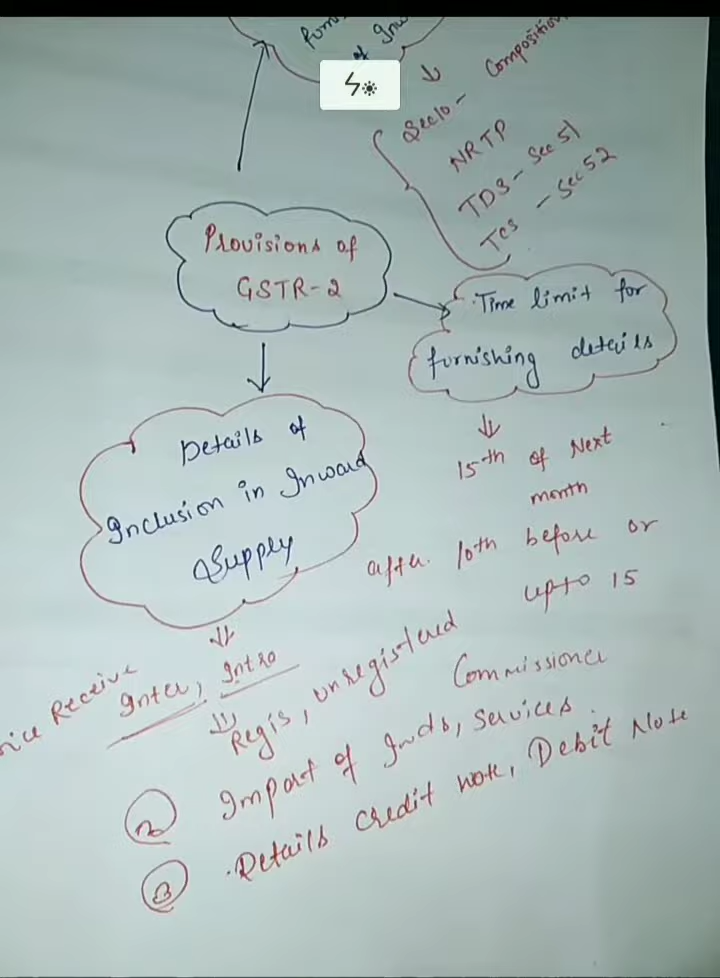 of Inw
Sec10 - Composition
NRTP
TDS - Sec 51
TCS - Sec 52
Provisions of
GSTR-2
Time limit for
furnishing details
15th of Next
month
after 10th before or
upto 15
Commissioner
Details of
Inclusion in Inward
Supply
Receive Inter, Intra
Regis, unregistered
2 Import of goods, services.
3 Details credit note, Debit Note